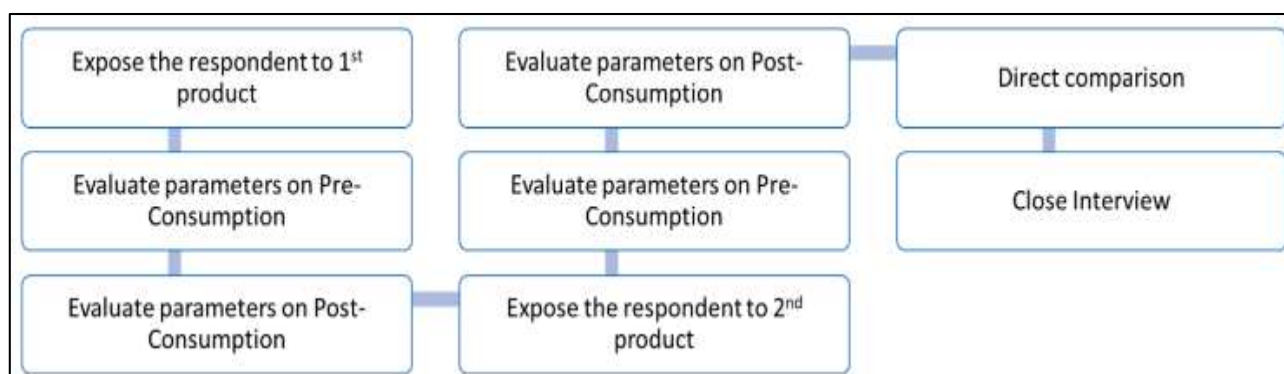 Expose the respondent to 1st
product
Evaluate parameters on Pre-
Consumption
Evaluate parameters on Post-
Consumption
Expose the respondent to 2nd
product
Evaluate parameters on Pre-
Consumption
Evaluate parameters on Post-
Consumption
Direct comparison
Close Interview